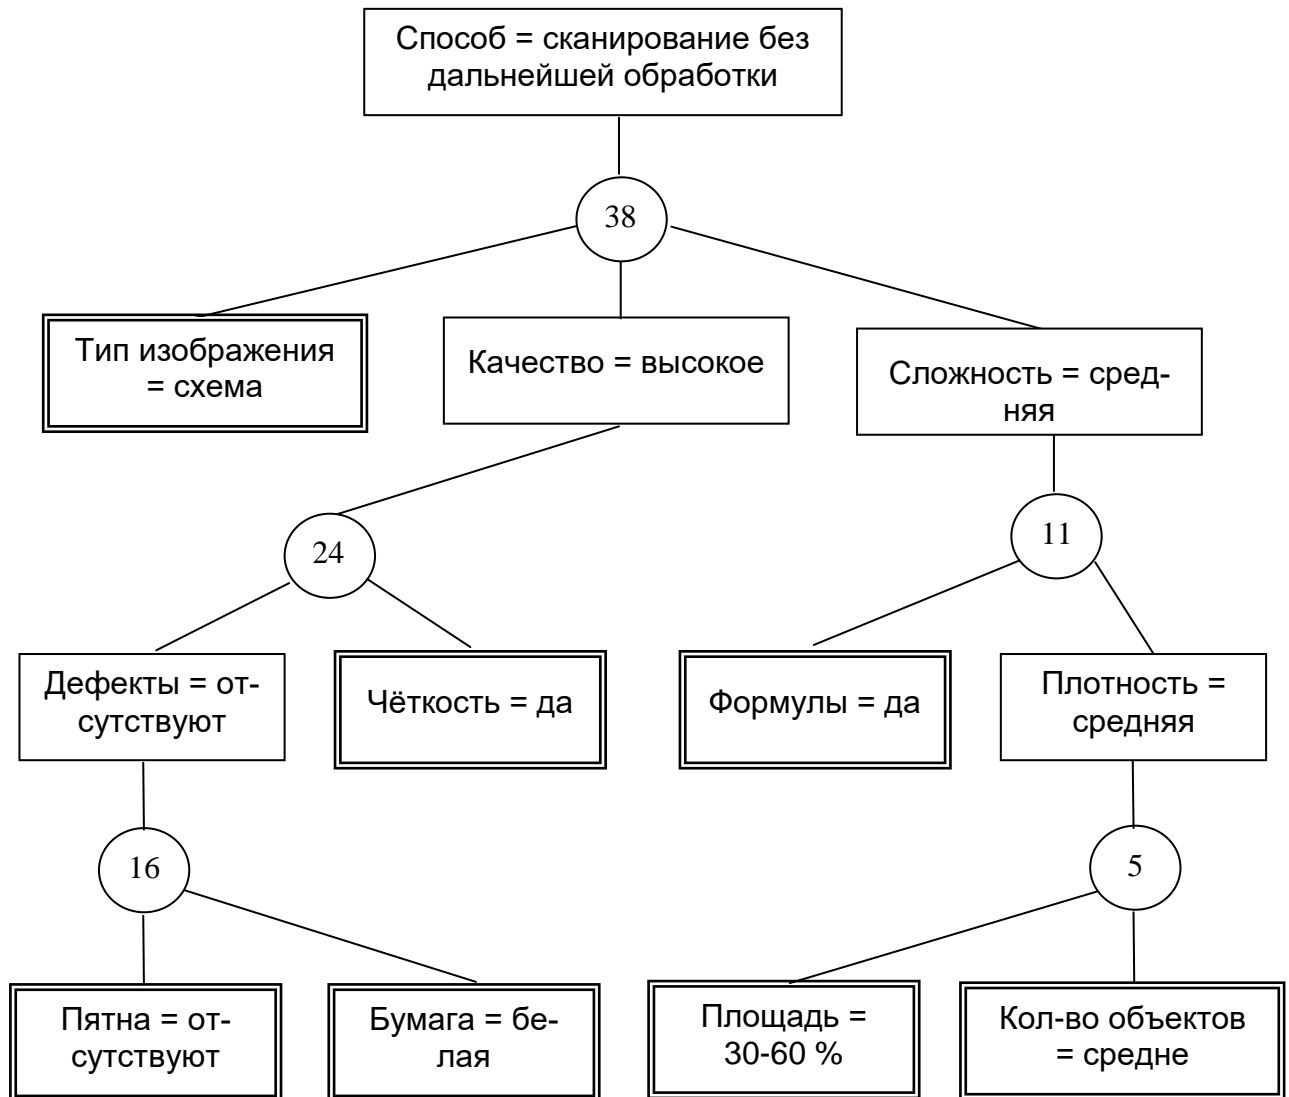 Способ = сканирование без
дальнейшей обработки
38
Тип изображения
= схема
Качество = высокое
Сложность = сред-
няя
24
11
Дефекты = от-
сутствуют
Чёткость = да
Формулы = да
Плотность =
средняя
16
5
Пятна = от-
сутствуют
Бумага = бе-
лая
Площадь =
30-60 %
Кол-во объектов
= средне